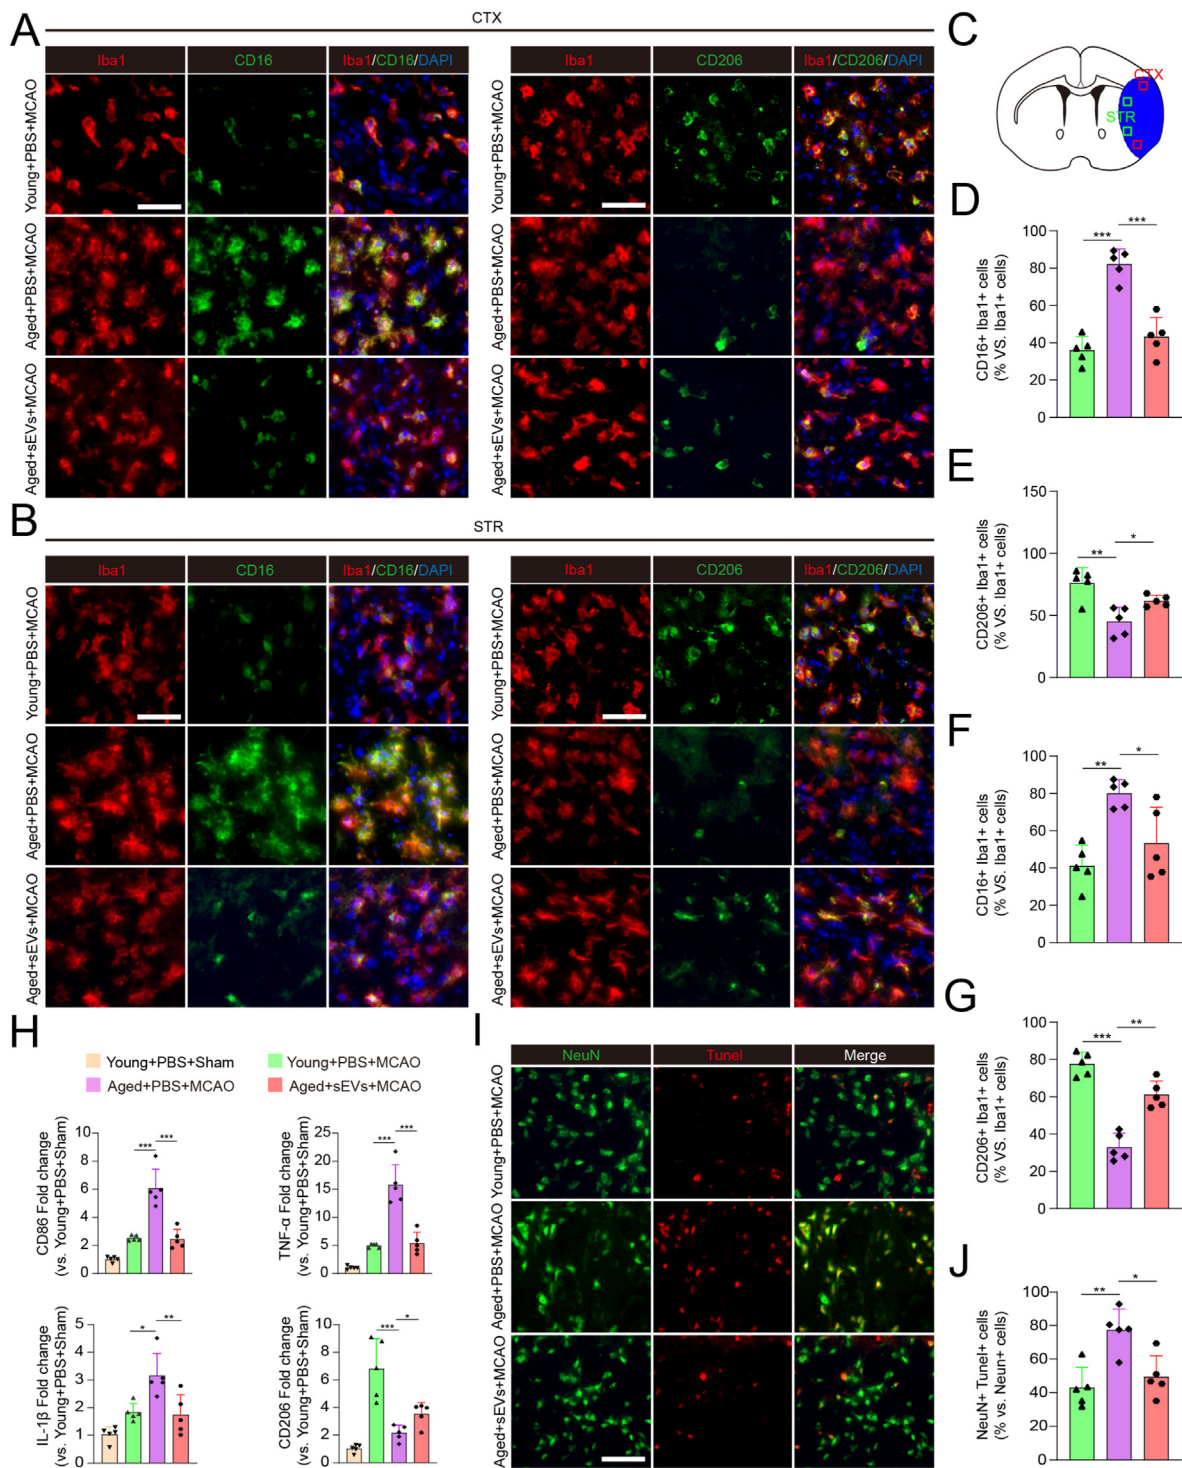 A
CTX
Iba1
CD16
Iba1/CD16/DAPI
Iba1
CD206
Iba1/CD206/DAPI
Young+PBS+MCAO
Aged+PBS+MCAO
Aged+sEVs+MCAO
Young+PBS+MCAO
Aged+PBS+MCAO
Aged+sEVs+MCAO
B
STR
Iba1
CD16
Iba1/CD16/DAPI
Iba1
CD206
Iba1/CD206/DAPI
Young+PBS+MCAO
Aged+PBS+MCAO
Aged+sEVs+MCAO
Young+PBS+MCAO
Aged+PBS+MCAO
Aged+sEVs+MCAO
C
CTX
STR
D
CD16+ Iba1+ cells
(% VS. Iba1+ cells)
100
80
60
40
20
0
***
***
E
CD206+ Iba1+ cells
(% VS. Iba1+ cells)
150
100
50
0
**
*
F
CD16+ Iba1+ cells
(% VS. Iba1+ cells)
100
80
60
40
20
0
**
*
G
CD206+ Iba1+ cells
(% VS. Iba1+ cells)
100
80
60
40
20
0
***
**
H
Young+PBS+Sham
Young+PBS+MCAO
Aged+PBS+MCAO
Aged+sEVs+MCAO
CD86 Fold change
(vs. Young+PBS+Sham)
10
8
6
4
2
0
***
***
TNF-α Fold change
(vs. Young+PBS+Sham)
25
20
15
10
5
0
***
***
IL-1β Fold change
(vs. Young+PBS+Sham)
5
4
3
2
1
0
*
**
CD206 Fold change
(vs. Young+PBS+Sham)
10
8
6
4
2
0
***
*
I
NeuN
Tunel
Merge
Young+PBS+MCAO
Aged+PBS+MCAO
Aged+sEVs+MCAO
J
NeuN+ Tunel+ cells
(% vs. Neun+ cells)
100
80
60
40
20
0
**
*